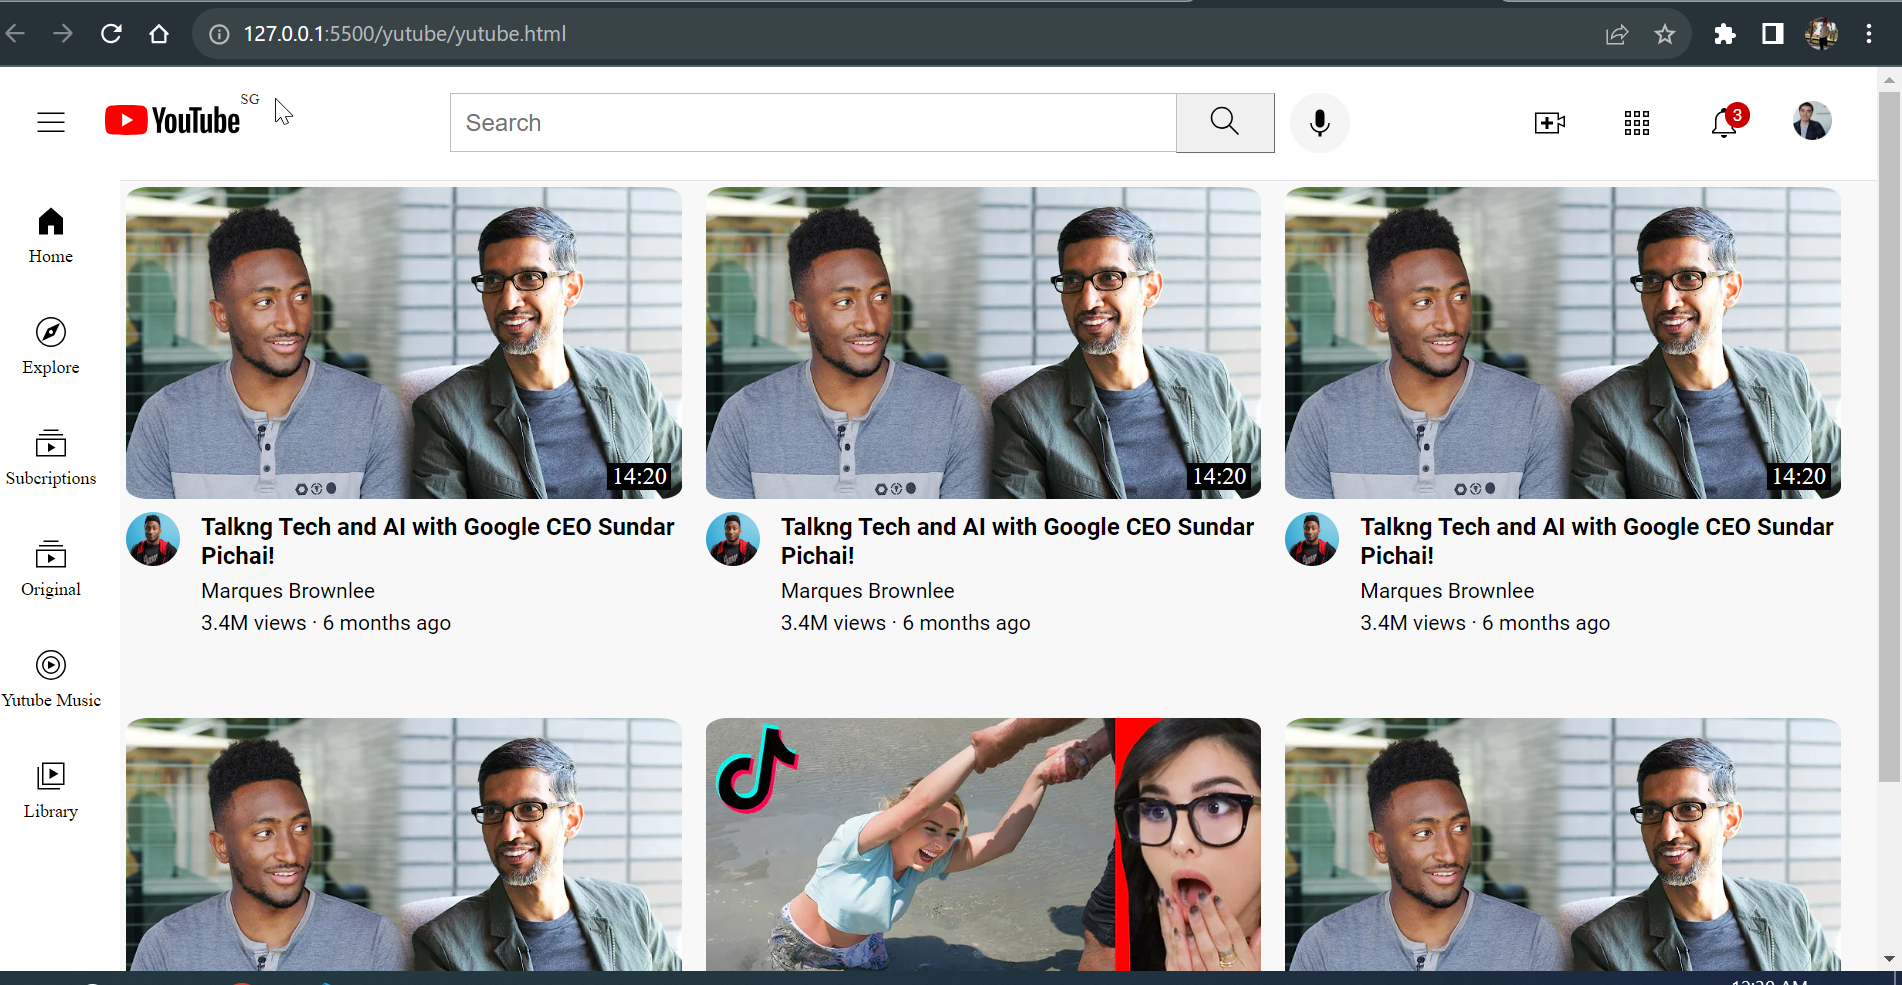 127.0.0.1:5500/yutube/yutube.html
YouTube SG
Search
3
Home
Explore
Subcriptions
Original
Yutube Music
Library
14:20
14:20
14:20
Talkng Tech and AI with Google CEO Sundar
Pichai!
Marques Brownlee
3.4M views · 6 months ago
Talkng Tech and AI with Google CEO Sundar
Pichai!
Marques Brownlee
3.4M views · 6 months ago
Talkng Tech and AI with Google CEO Sundar
Pichai!
Marques Brownlee
3.4M views · 6 months ago